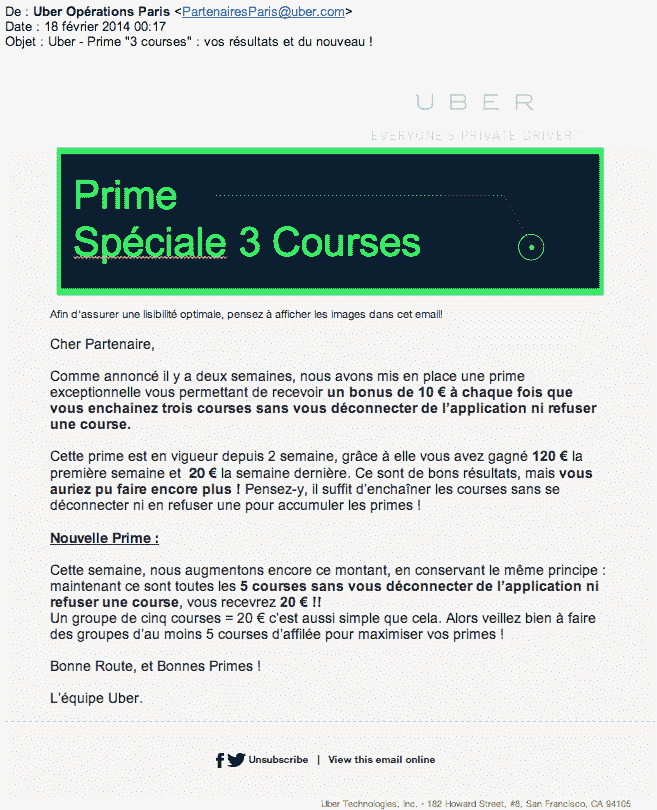 De : Uber Opérations Paris <PartenairesParis@uber.com>
Date : 18 février 2014 00:17
Objet : Uber - Prime "3 courses" : vos résultats et du nouveau !
UBER
EVERYONE'S PRIVATE DRIVER™
Prime
Spéciale 3 Courses
Afin d'assurer une lisibilité optimale, pensez à afficher les images dans cet email!
Cher Partenaire,
Comme annoncé il y a deux semaines, nous avons mis en place une prime
exceptionnelle vous permettant de recevoir un bonus de 10 € à chaque fois que
vous enchainez trois courses sans vous déconnecter de l'application ni refuser
une course.
Cette prime est en vigueur depuis 2 semaine, grâce à elle vous avez gagné 120 € la
première semaine et 20 € la semaine dernière. Ce sont de bons résultats, mais vous
auriez pu faire encore plus ! Pensez-y, il suffit d'enchaîner les courses sans se
déconnecter ni en refuser une pour accumuler les primes !
Nouvelle Prime :
Cette semaine, nous augmentons encore ce montant, en conservant le même principe :
maintenant ce sont toutes les 5 courses sans vous déconnecter de l'application ni
refuser une course, vous recevrez 20 € !!
Un groupe de cinq courses = 20 € c'est aussi simple que cela. Alors veillez bien à faire
des groupes d'au moins 5 courses d'affilée pour maximiser vos primes !
Bonne Route, et Bonnes Primes !
L'équipe Uber.
Unsubscribe | View this email online
Uber Technologies, Inc. • 182 Howard Street, #8, San Francisco, CA 94105